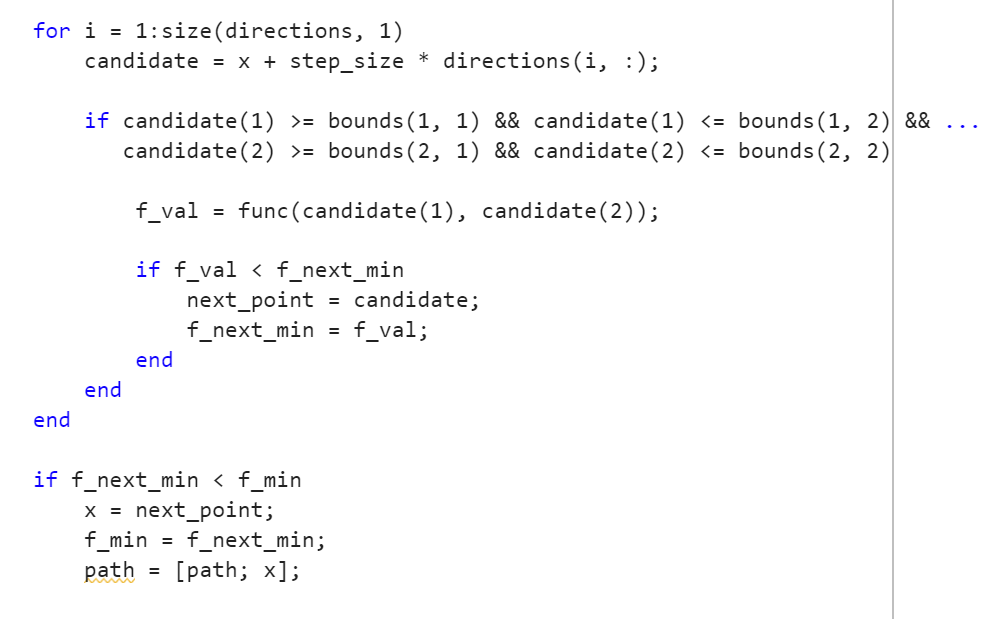 for i = 1:size(directions, 1)
    candidate = x + step_size * directions(i, :);

    if candidate(1) >= bounds(1, 1) && candidate(1) <= bounds(1, 2) && ...
       candidate(2) >= bounds(2, 1) && candidate(2) <= bounds(2, 2)

        f_val = func(candidate(1), candidate(2));

        if f_val < f_next_min
            next_point = candidate;
            f_next_min = f_val;
        end
    end
end

if f_next_min < f_min
    x = next_point;
    f_min = f_next_min;
    path = [path; x];